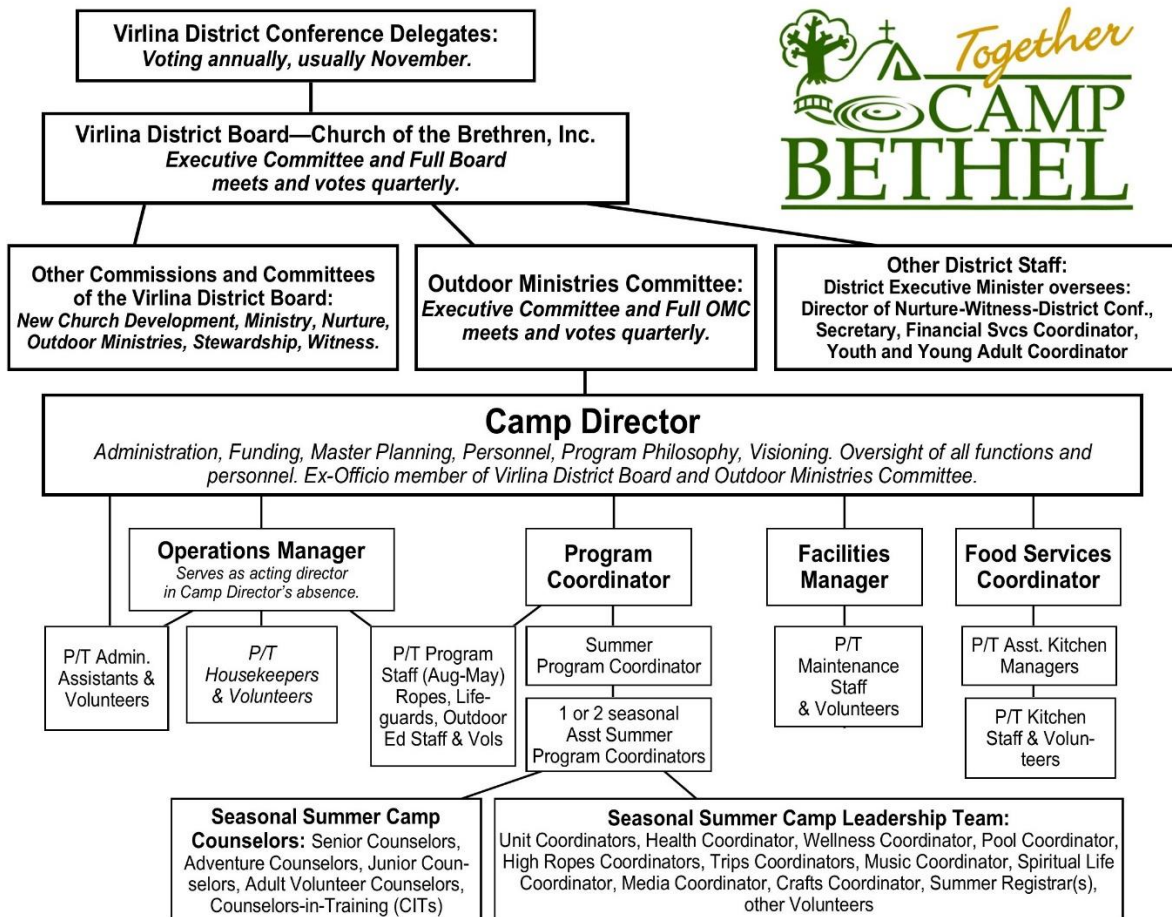 Virlina District Conference Delegates:
Voting annually, usually November.
Together
CAMP
BETHEL
Virlina District Board—Church of the Brethren, Inc.
Executive Committee and Full Board
meets and votes quarterly.
Other Commissions and Committees
of the Virlina District Board:
New Church Development, Ministry, Nurture,
Outdoor Ministries, Stewardship, Witness.
Outdoor Ministries Committee:
Executive Committee and Full OMC
meets and votes quarterly.
Other District Staff:
District Executive Minister oversees:
Director of Nurture-Witness-District Conf.,
Secretary, Financial Svcs Coordinator,
Youth and Young Adult Coordinator
Camp Director
Administration, Funding, Master Planning, Personnel, Program Philosophy, Visioning. Oversight of all functions and
personnel. Ex-Officio member of Virlina District Board and Outdoor Ministries Committee.
Operations Manager
Serves as acting director
in Camp Director's absence.
Program
Coordinator
Facilities
Manager
Food Services
Coordinator
P/T Admin.
Assistants &
Volunteers
P/T
Housekeepers
& Volunteers
P/T Program
Staff (Aug-May)
Ropes, Life-
guards, Outdoor
Ed Staff & Vols
Summer
Program Coordinator
1 or 2 seasonal
Asst Summer
Program Coordinators
P/T
Maintenance
Staff
& Volunteers
P/T Asst. Kitchen
Managers
P/T Kitchen
Staff & Volun-
teers
Seasonal Summer Camp
Counselors: Senior Counselors,
Adventure Counselors, Junior Coun-
selors, Adult Volunteer Counselors,
Counselors-in-Training (CITs)
Seasonal Summer Camp Leadership Team:
Unit Coordinators, Health Coordinator, Wellness Coordinator, Pool Coordinator,
High Ropes Coordinators, Trips Coordinators, Music Coordinator, Spiritual Life
Coordinator, Media Coordinator, Crafts Coordinator, Summer Registrar(s),
other Volunteers